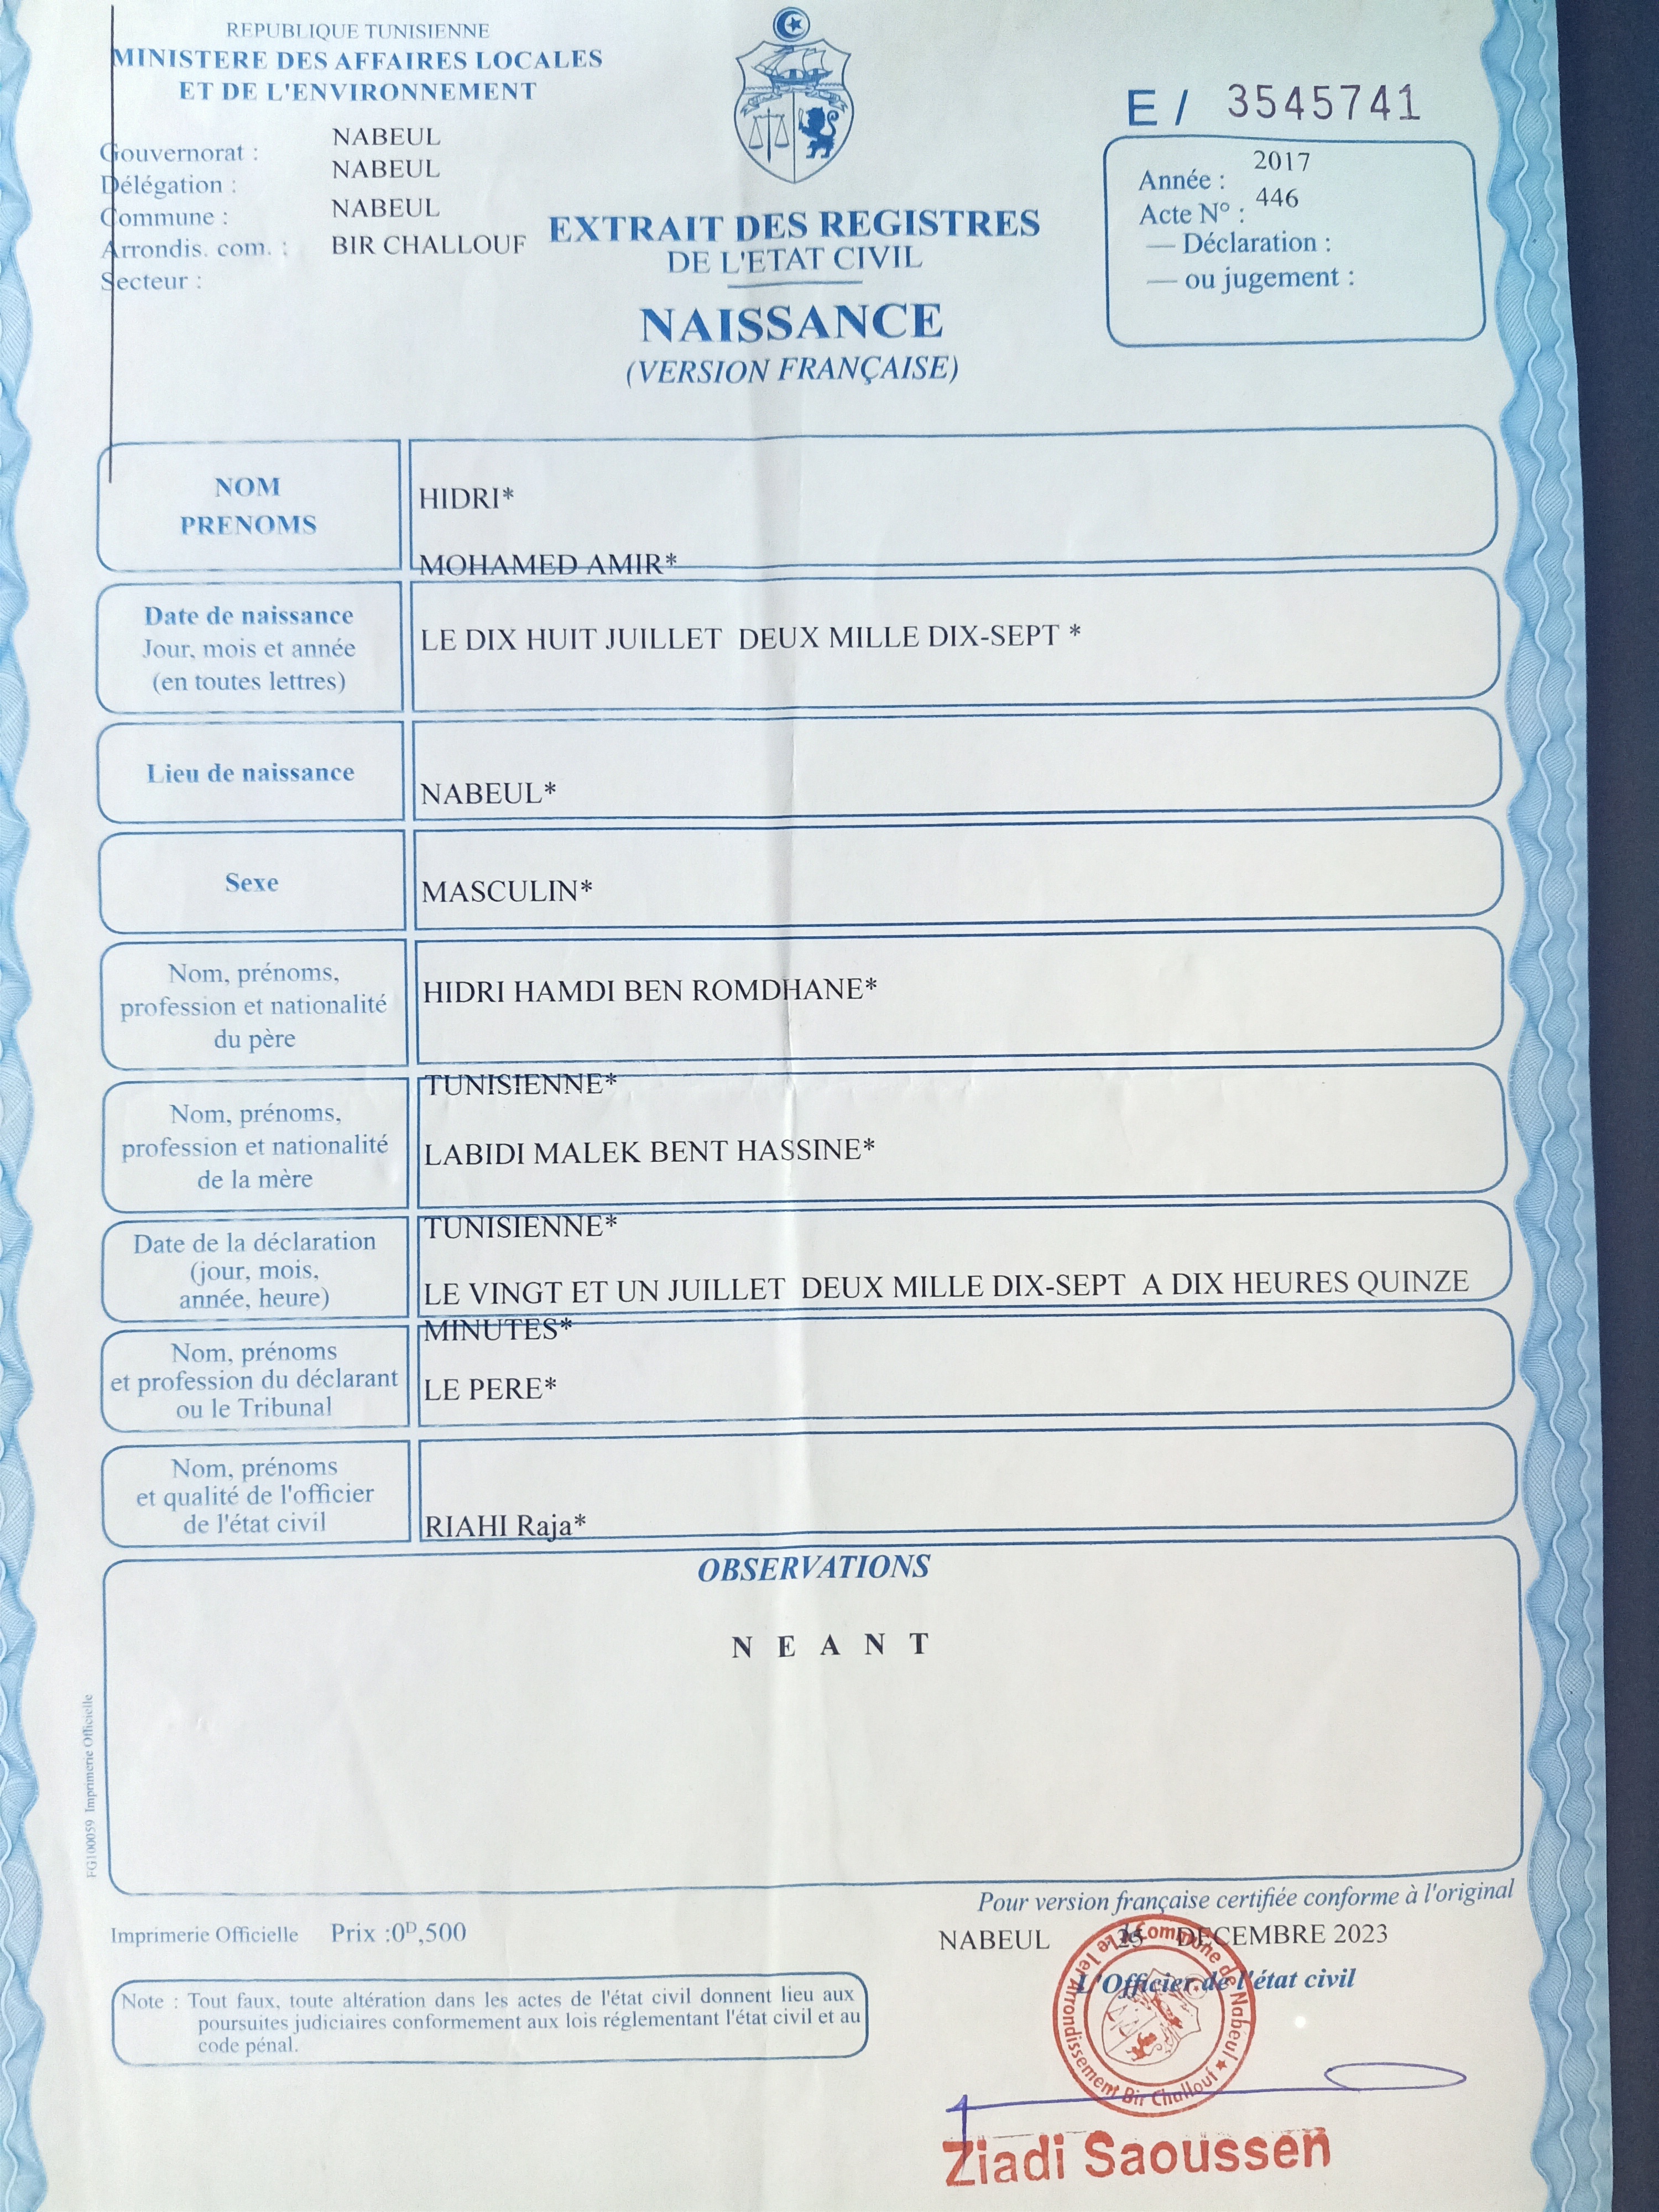 REPUBLIQUE TUNISIENNE
MINISTERE DES AFFAIRES LOCALES
ET DE L'ENVIRONNEMENT
Gouvernorat : NABEUL
Délégation : NABEUL
Commune : NABEUL
Arrondis. com. : BIR CHALLOUF
Secteur :
E / 3545741
Année : 2017
Acte N° : 446
— Déclaration :
— ou jugement :
EXTRAIT DES REGISTRES
DE L'ETAT CIVIL
NAISSANCE
(VERSION FRANÇAISE)
NOM
PRENOMS
HIDRI*
MOHAMED AMIR*
Date de naissance
Jour, mois et année
(en toutes lettres)
LE DIX HUIT JUILLET DEUX MILLE DIX-SEPT *
Lieu de naissance
NABEUL*
Sexe
MASCULIN*
Nom, prénoms,
profession et nationalité
du père
HIDRI HAMDI BEN ROMDHANE*
TUNISIENNE*
Nom, prénoms,
profession et nationalité
de la mère
LABIDI MALEK BENT HASSINE*
TUNISIENNE*
Date de la déclaration
(jour, mois,
année, heure)
LE VINGT ET UN JUILLET DEUX MILLE DIX-SEPT A DIX HEURES QUINZE
MINUTES*
Nom, prénoms
et profession du déclarant
ou le Tribunal
LE PERE*
Nom, prénoms
et qualité de l'officier
de l'état civil
RIAHI Raja*
OBSERVATIONS
N E A N T
FG100059 Imprimerie Officielle
Pour version française certifiée conforme à l'original
Imprimerie Officielle Prix :0D,500
NABEUL DECEMBRE 2023
L'Officier de l'état civil
Commune de Nabeul
1er Arrondissement Bir Challouf
Note : Tout faux, toute altération dans les actes de l'état civil donnent lieu aux
poursuites judiciaires conformement aux lois réglementant l'état civil et au
code pénal.
Ziadi Saoussen